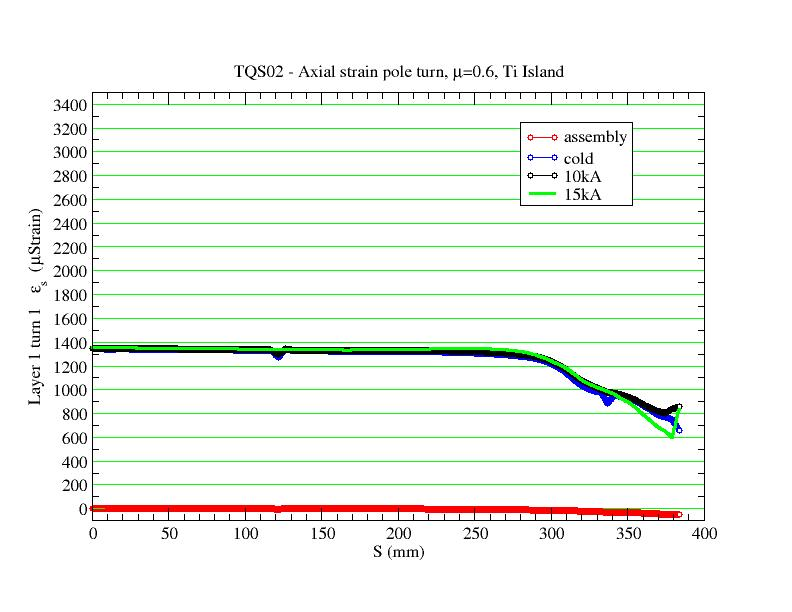 TQS02 - Axial strain pole turn, μ=0.6, Ti Island
3400
3200
3000
2800
2600
2400
2200
2000
1800
1600
1400
1200
1000
800
600
400
200
0
Layer 1 turn 1 εs (μStrain)
assembly
cold
10kA
15kA
0 50 100 150 200 250 300 350 400
S (mm)